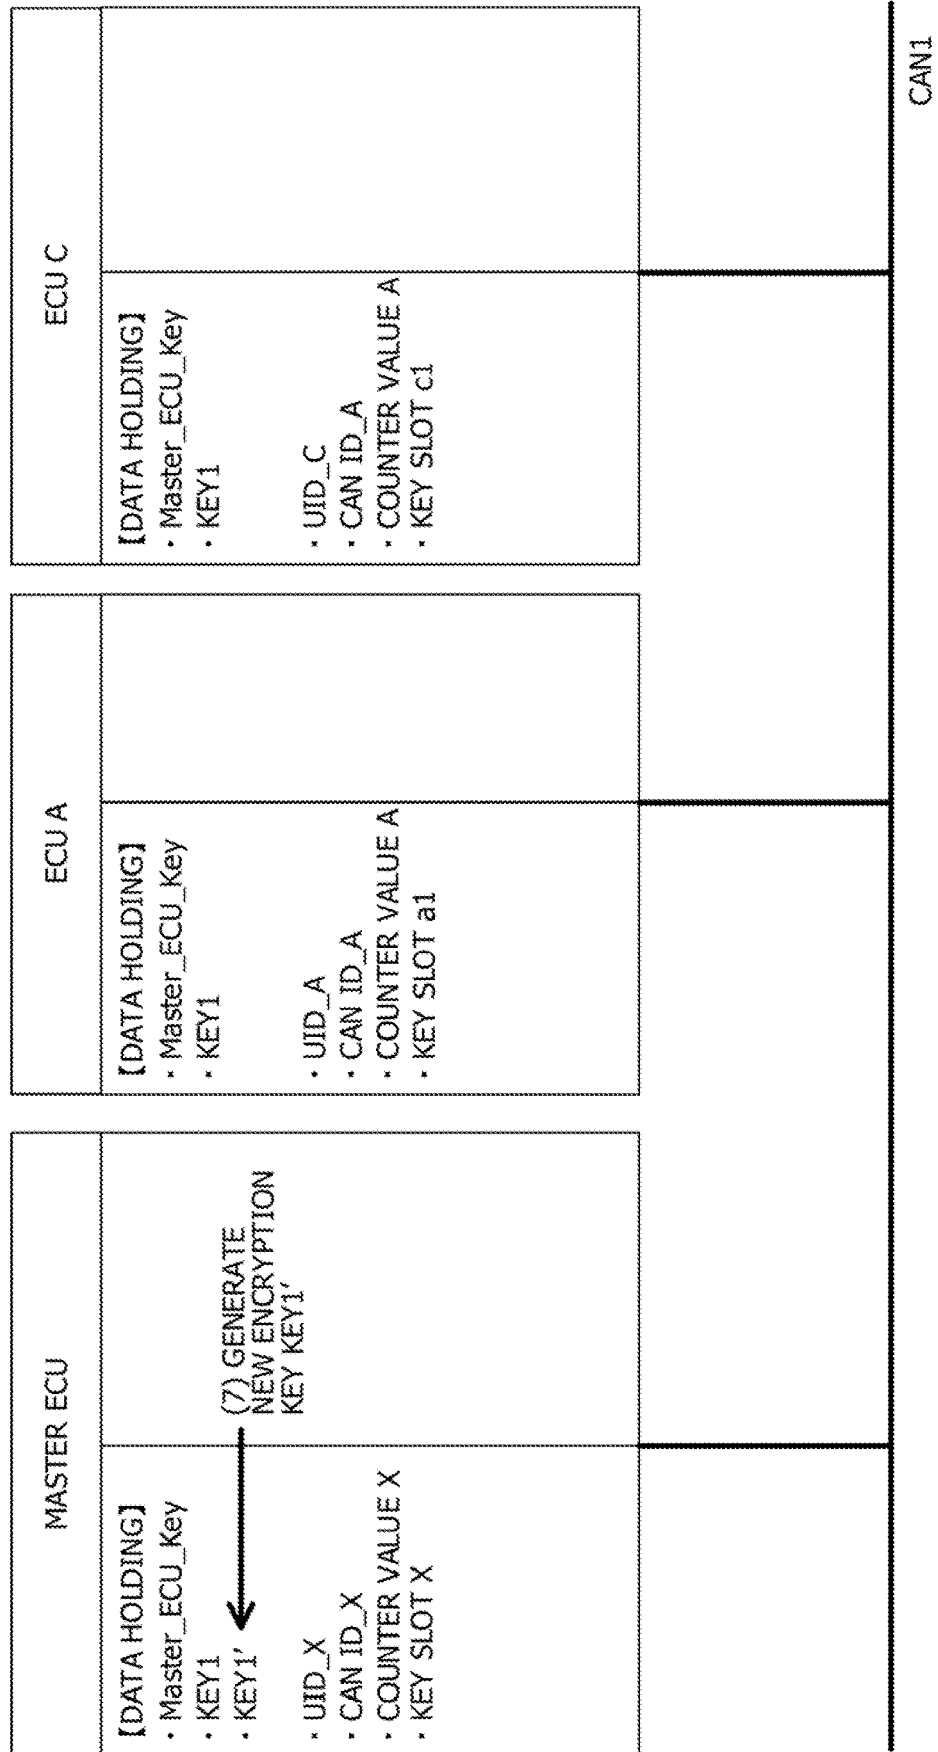 MASTER ECU
【DATA HOLDING】
・Master_ECU_Key
・KEY1
・KEY1'
・UID_X
・CAN ID_X
・COUNTER VALUE X
・KEY SLOT X
(7) GENERATE
NEW ENCRYPTION
KEY KEY1'
ECU A
【DATA HOLDING】
・Master_ECU_Key
・KEY1
・UID_A
・CAN ID_A
・COUNTER VALUE A
・KEY SLOT a1
ECU C
【DATA HOLDING】
・Master_ECU_Key
・KEY1
・UID_C
・CAN ID_A
・COUNTER VALUE A
・KEY SLOT c1
CAN1